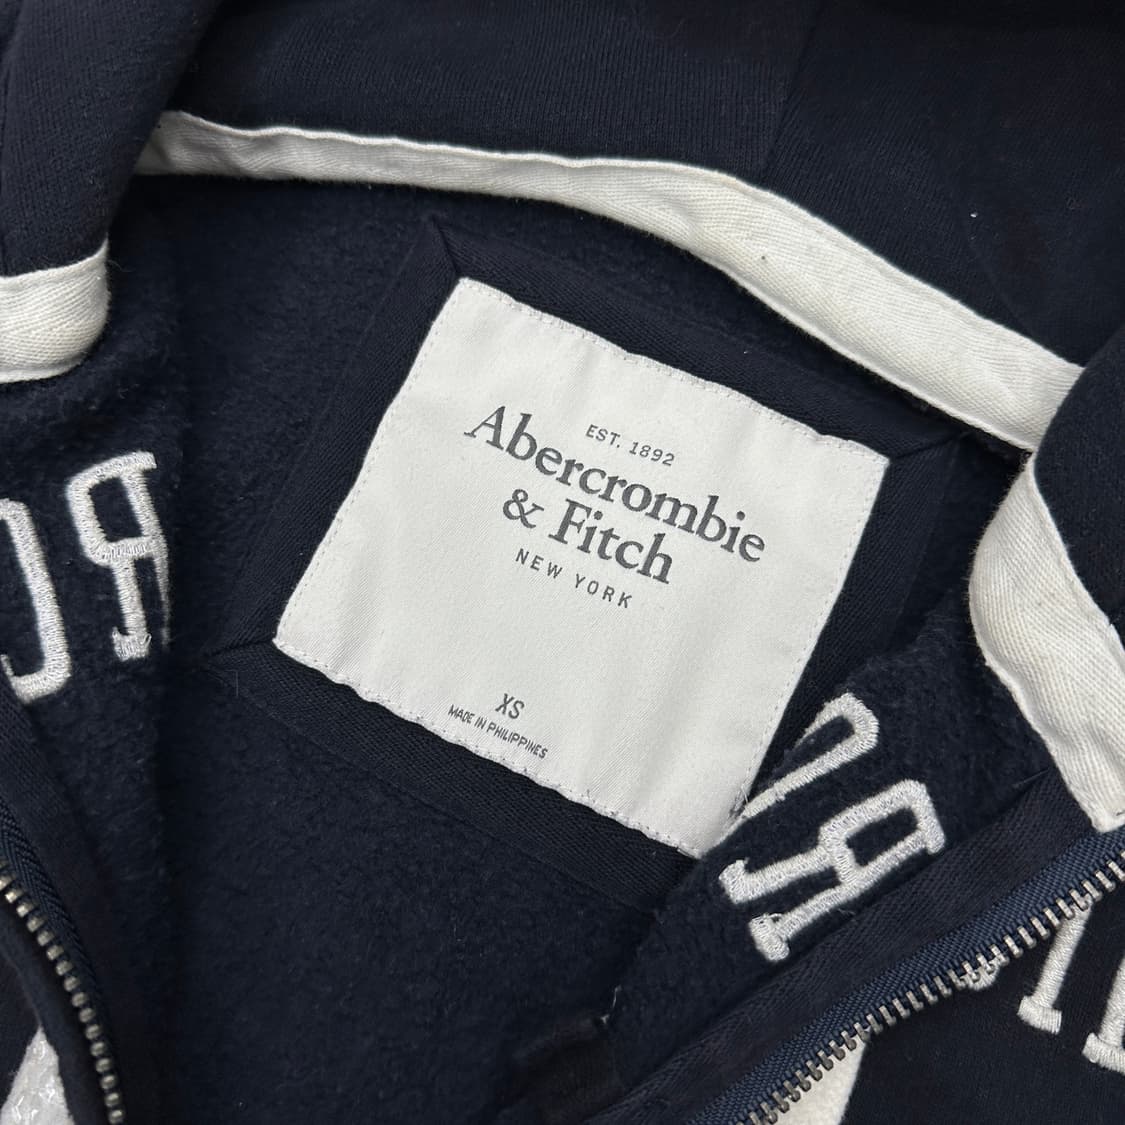 EST. 1892
Abercrombie
& Fitch
NEW YORK
XS
MADE IN PHILIPPINES